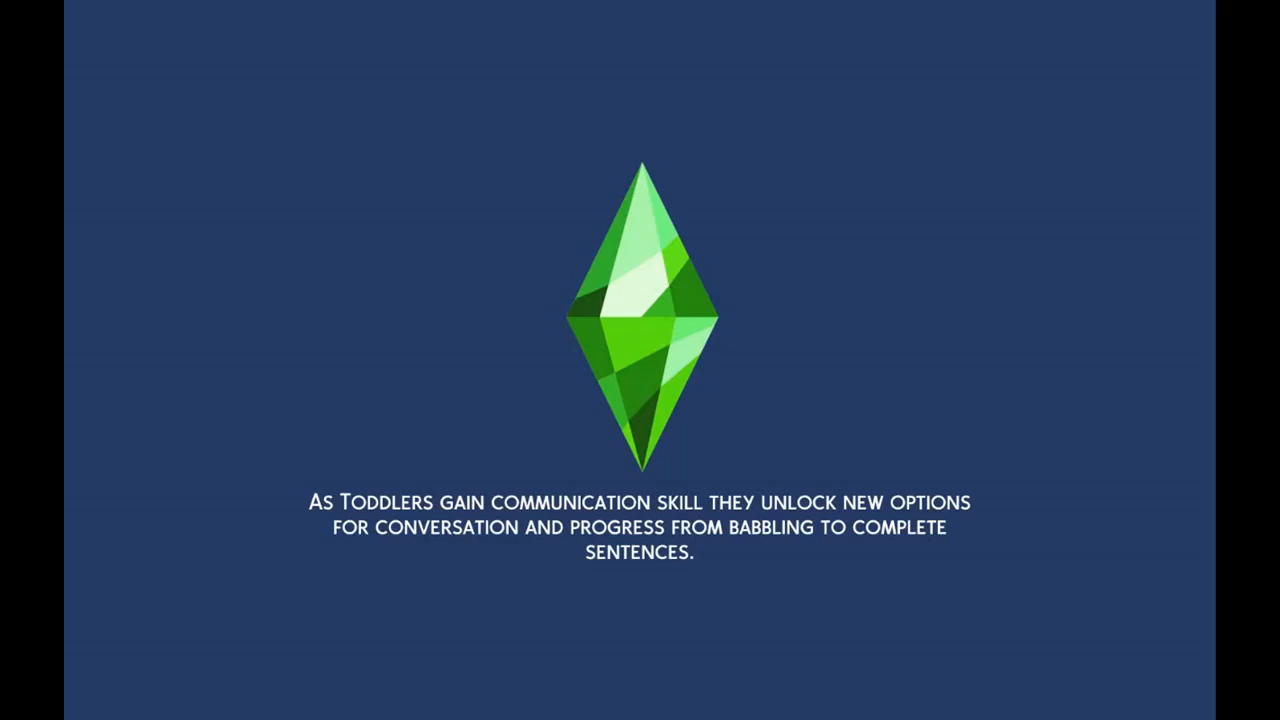 As Toddlers gain communication skill they unlock new options
for conversation and progress from babbling to complete
sentences.